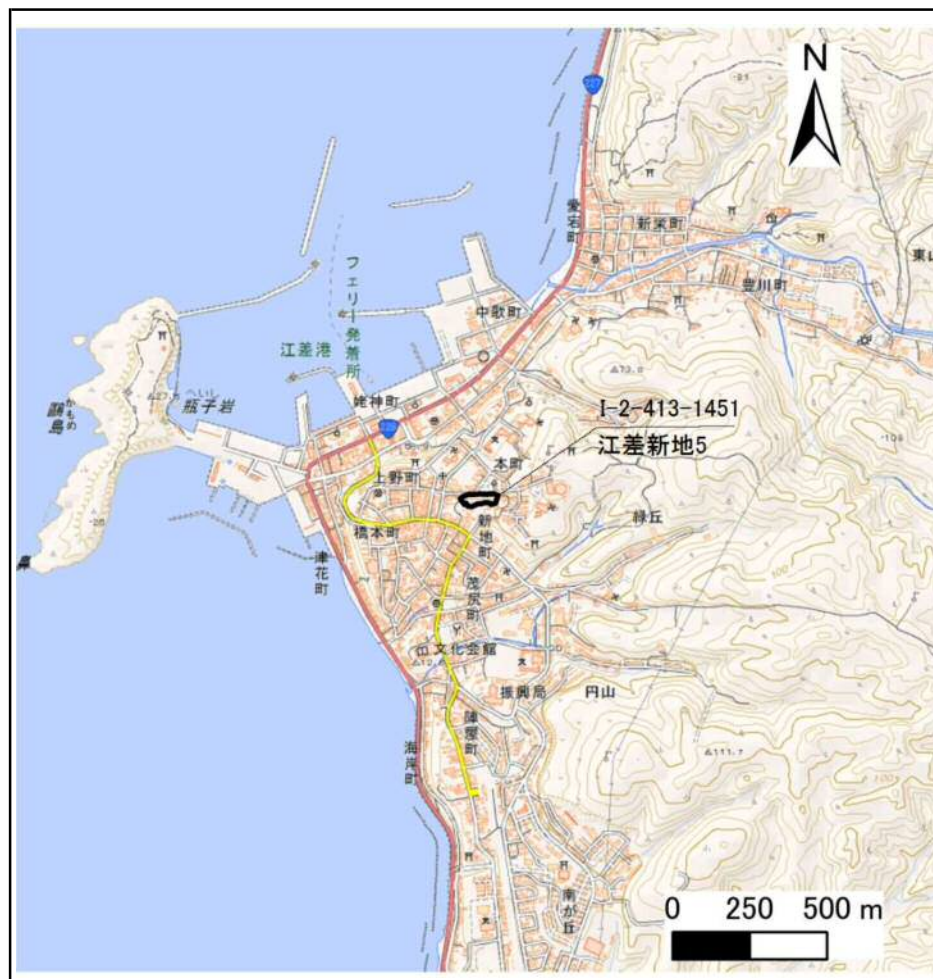 N
227
愛宕町
新栄町
豊川町
東山
フェリー発着所
中歌町
江差港
姥神町
かもめ
鷗島
へいし
瓶子岩
I-2-413-1451
江差新地5
本町
上野町
新地町
緑丘
橋本町
津花町
茂尻町
文化会館
振興局
円山
陣屋町
海岸町
南が丘
0 250 500 m